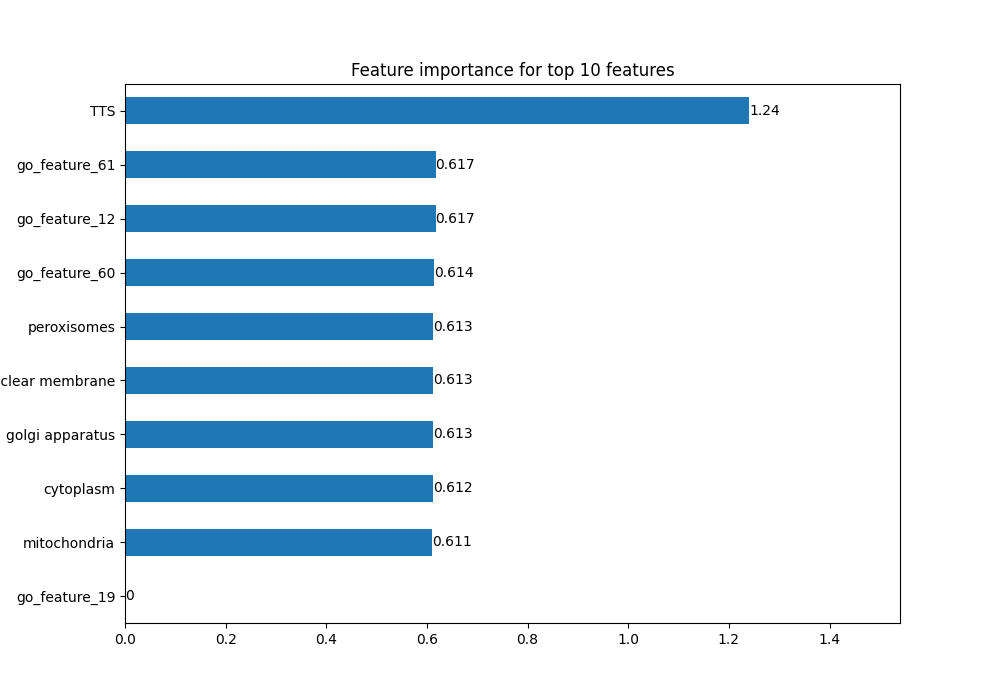 Feature importance for top 10 features
TTS
1.24
go_feature_61
0.617
go_feature_12
0.617
go_feature_60
0.614
peroxisomes
0.613
clear membrane
0.613
golgi apparatus
0.613
cytoplasm
0.612
mitochondria
0.611
go_feature_19
0
0.0 0.2 0.4 0.6 0.8 1.0 1.2 1.4